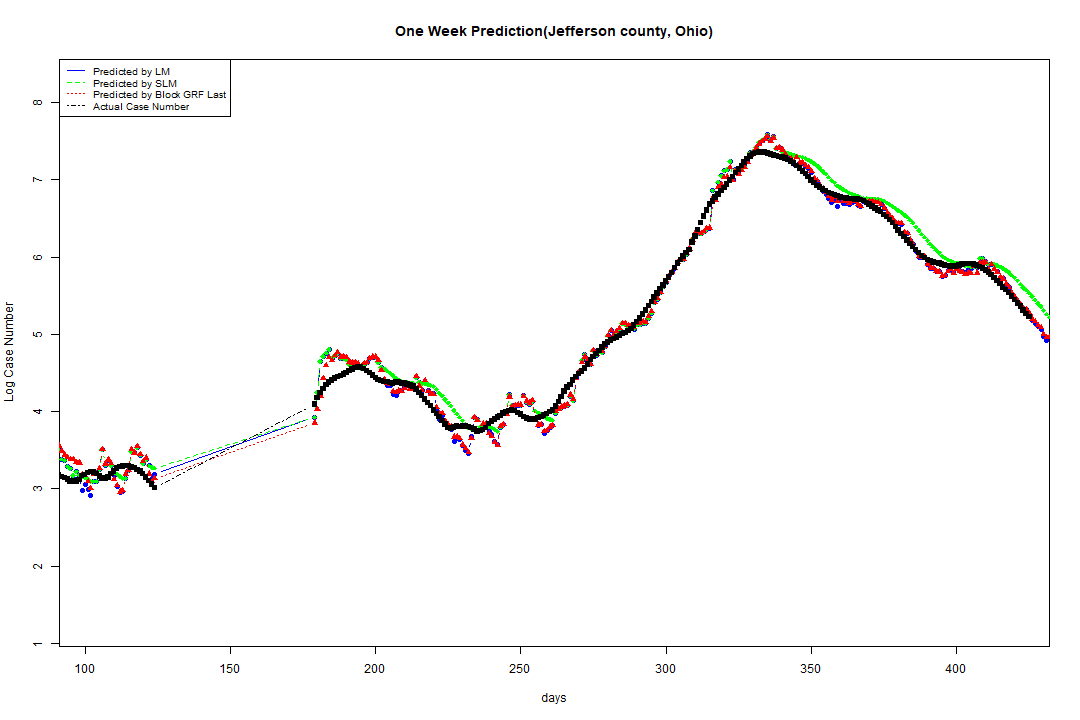 One Week Prediction(Jefferson county, Ohio)
Predicted by LM
Predicted by SLM
Predicted by Block GRF Last
Actual Case Number
8
7
6
5
4
3
2
1
Log Case Number
100 150 200 250 300 350 400
days